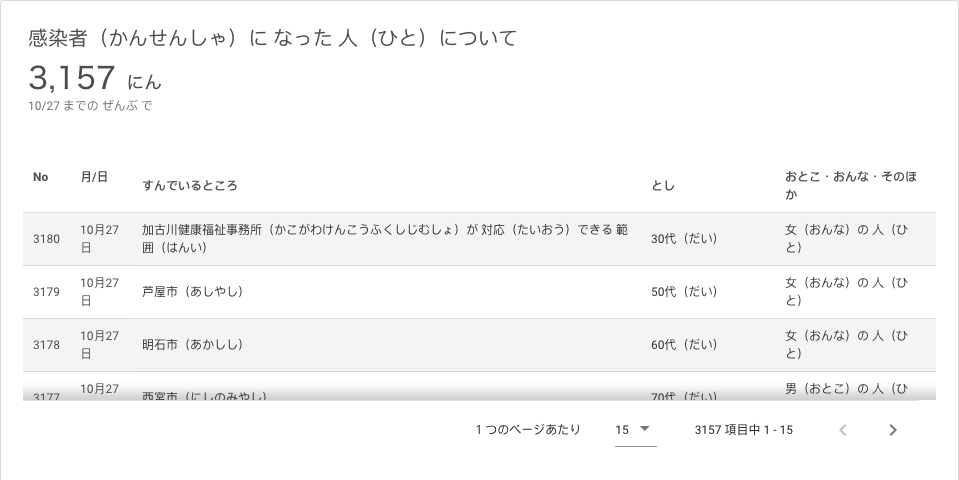 感染者（かんせんしゃ）に なった 人（ひと）について
3,157 にん
10/27 までの ぜんぶ で
No 月/日 すんでいるところ とし おとこ・おんな・そのほ
か
3180 10月27 加古川健康福祉事務所（かこがわけんこうふくしじむしょ）が 対応（たいおう）できる 範 30代（だい） 女（おんな）の 人（ひ
日 囲（はんい） と）
3179 10月27 芦屋市（あしやし） 50代（だい） 女（おんな）の 人（ひ
日 と）
3178 10月27 明石市（あかしし） 60代（だい） 女（おんな）の 人（ひ
日 と）
3177 10月27 西宮市（にしのみやし） 70代（だい） 男（おとこ）の 人（ひ
1 つのページあたり 15 3157 項目中 1 - 15